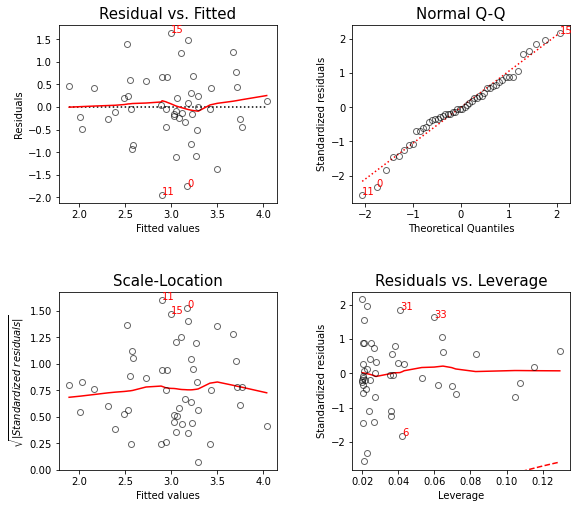 Residual vs. Fitted
Residuals
1.5
1.0
0.5
0.0
−0.5
−1.0
−1.5
−2.0
15
0
11
2.0 2.5 3.0 3.5 4.0
Fitted values
Normal Q-Q
Standardized residuals
2
1
0
−1
−2
15
0
11
−2 −1 0 1 2
Theoretical Quantiles
Scale-Location
√|Standardized residuals|
1.50
1.25
1.00
0.75
0.50
0.25
0.00
11
0
15
2.0 2.5 3.0 3.5 4.0
Fitted values
Residuals vs. Leverage
Standardized residuals
2
1
0
−1
−2
31
33
6
0.02 0.04 0.06 0.08 0.10 0.12
Leverage